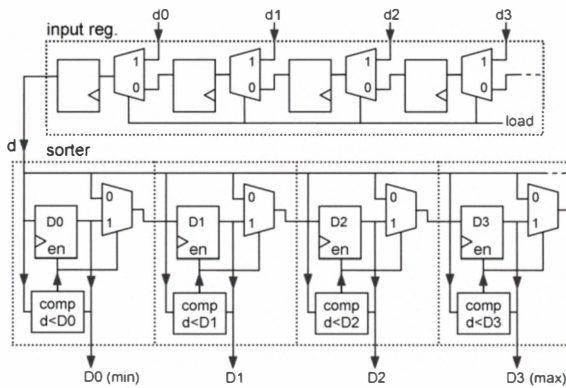 d0 d1 d2 d3
input reg.
1 1 1 1
0 0 0 0
load
d
sorter
0 0 0 0
D0 1 D1 1 D2 1 D3 1
en en en en
comp comp comp comp
d<D0 d<D1 d<D2 d<D3
D0 (min) D1 D2 D3 (max)